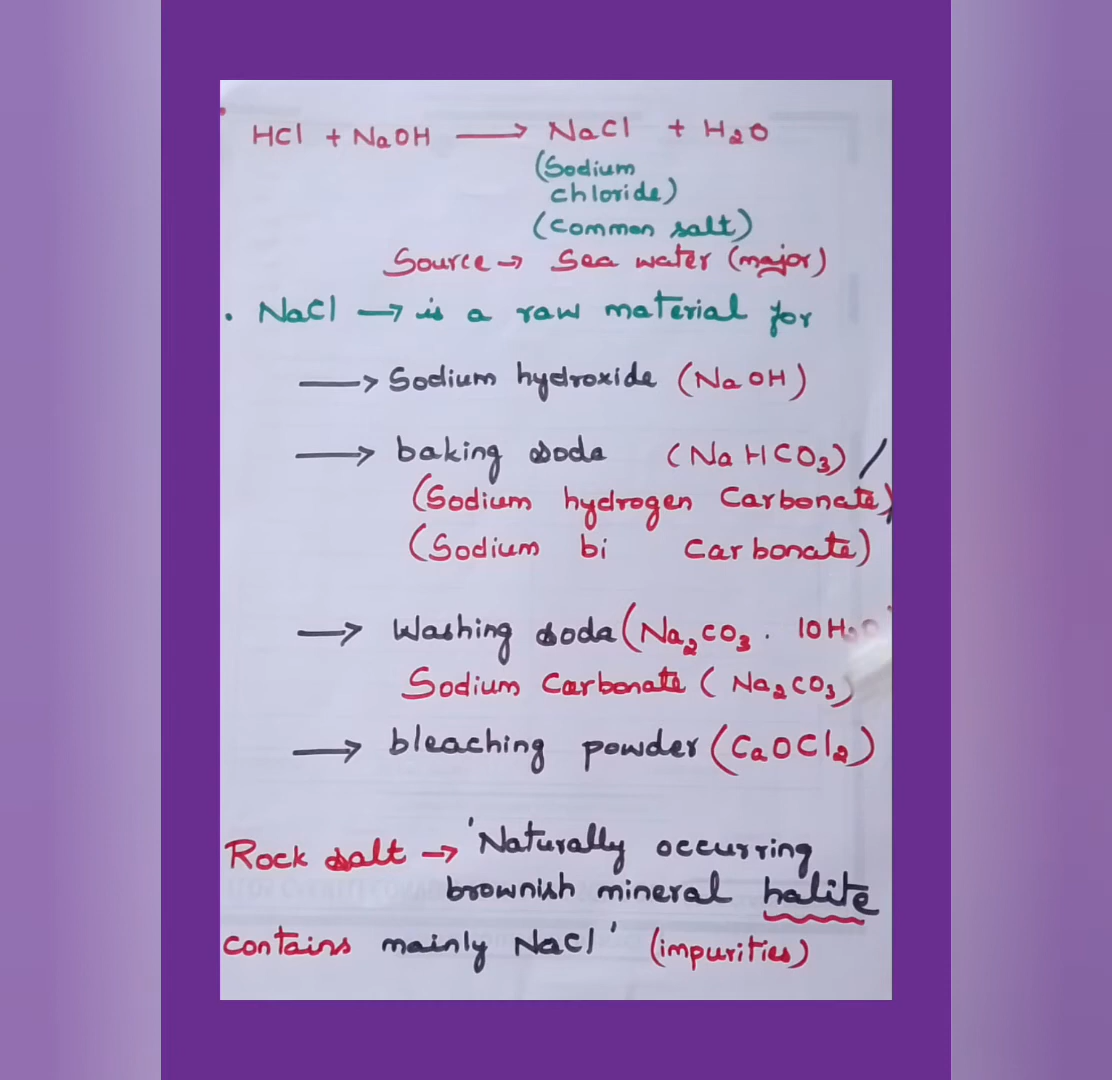 HCl + NaOH → NaCl + H₂O
(Sodium
chloride)
(Common salt)
Source → Sea water (major)
• NaCl → is a raw material for
→ Sodium hydroxide (NaOH)
→ baking soda (NaHCO₃) /
(Sodium hydrogen Carbonate)
(Sodium bi Carbonate)
→ Washing soda (Na₂CO₃ . 10H₂O
Sodium Carbonate (Na₂CO₃)
→ bleaching powder (CaOCl₂)
Rock salt → 'Naturally occurring
brownish mineral halite
contains mainly NaCl' (impurities)